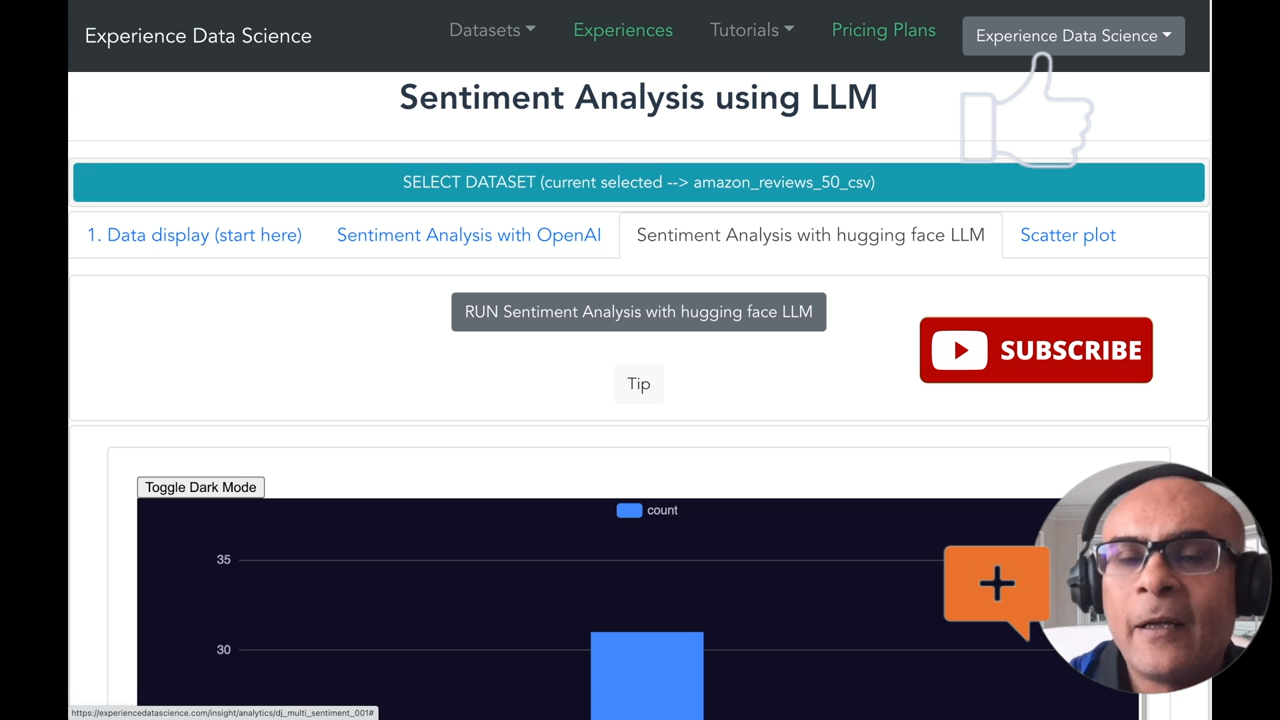 Experience Data Science
Datasets
Experiences
Tutorials
Pricing Plans
Experience Data Science
Sentiment Analysis using LLM
SELECT DATASET (current selected --> amazon_reviews_50_csv)
1. Data display (start here)
Sentiment Analysis with OpenAI
Sentiment Analysis with hugging face LLM
Scatter plot
RUN Sentiment Analysis with hugging face LLM
SUBSCRIBE
Tip
Toggle Dark Mode
count
35
30
https://experiencedatascience.com/insight/analytics/dj_multi_sentiment_001#